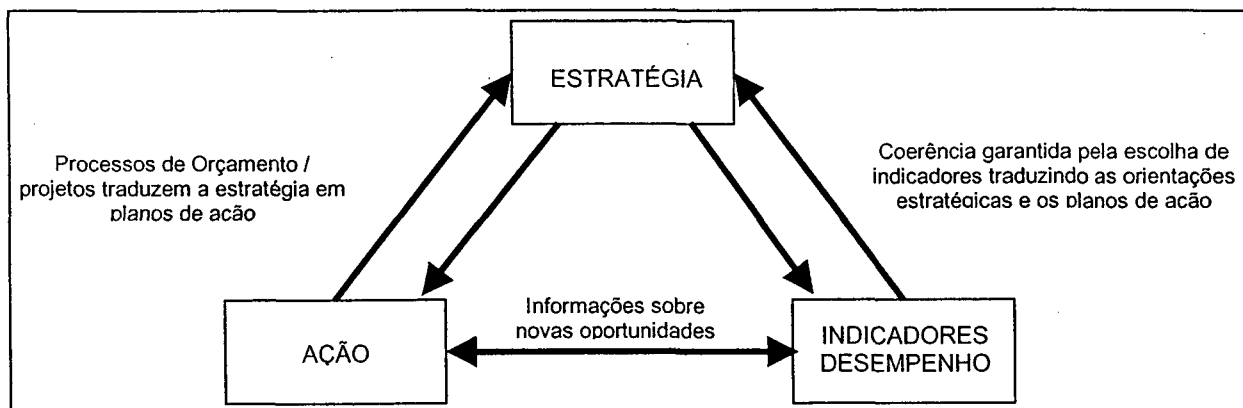 ESTRATÉGIA
Processos de Orçamento /
projetos traduzem a estratégia em
planos de ação
Coerência garantida pela escolha de
indicadores traduzindo as orientações
estratégicas e os planos de ação
Informações sobre
novas oportunidades
AÇÃO
INDICADORES
DESEMPENHO